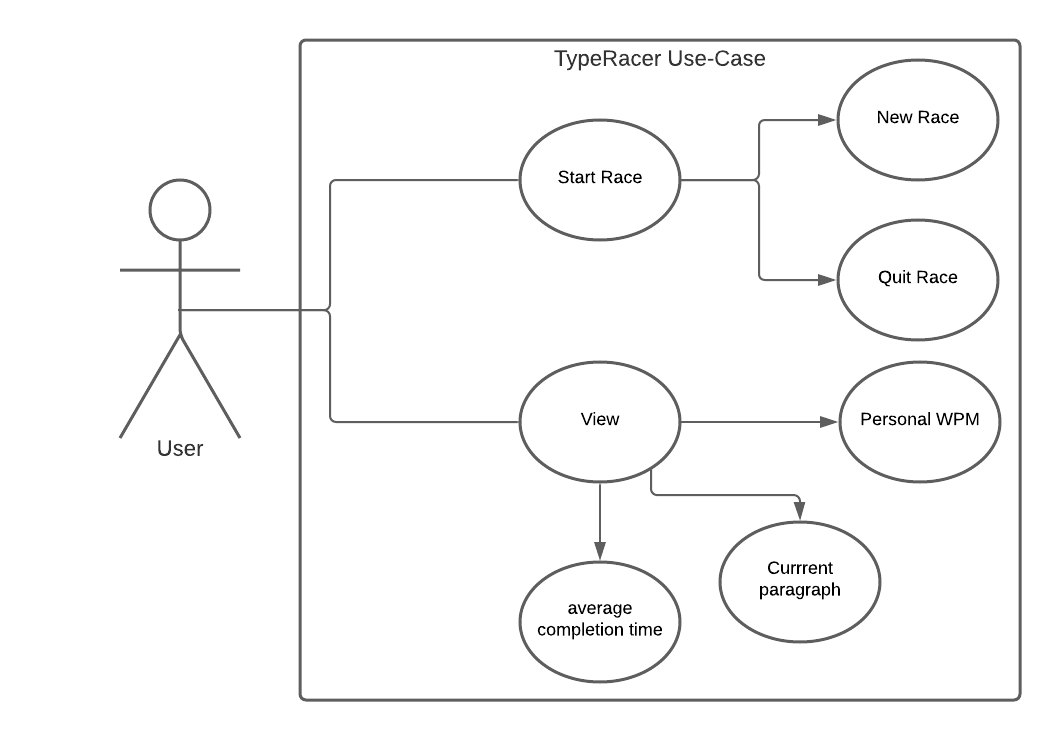 TypeRacer Use-Case
New Race
Start Race
Quit Race
View
Personal WPM
User
Currrent
paragraph
average
completion time